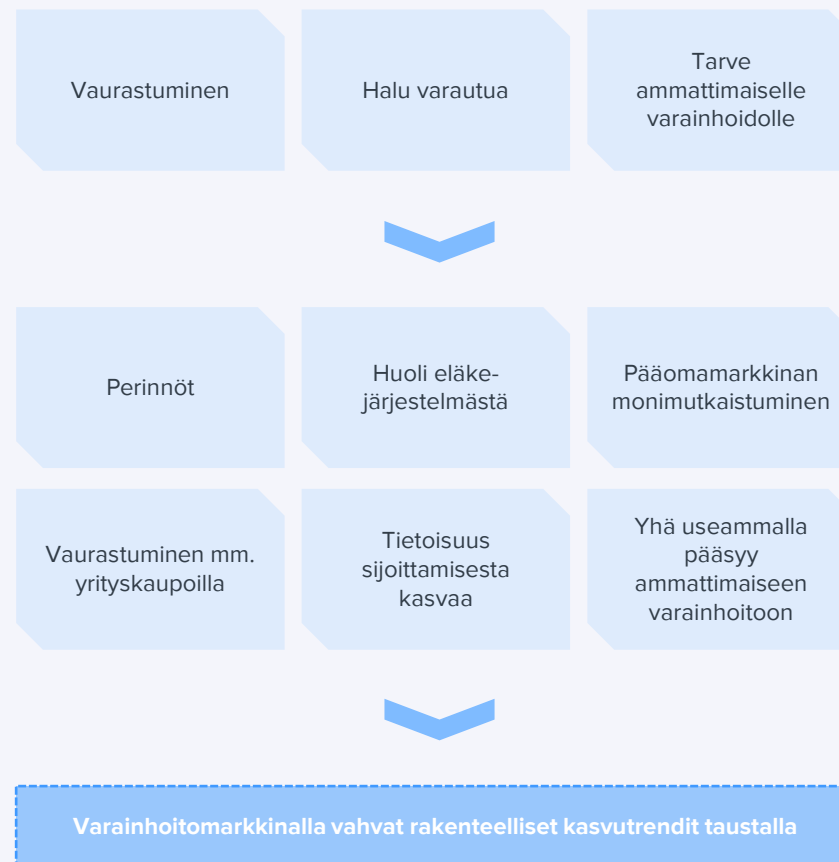 Vaurastuminen
Halu varautua
Tarve
ammattimaiselle
varainhoidolle
Perinnöt
Huoli eläke-
järjestelmästä
Pääomamarkkinan
monimutkaistuminen
Vaurastuminen mm.
yrityskaupoilla
Tietoisuus
sijoittamisesta
kasvaa
Yhä useammalla
pääsyy
ammattimaiseen
varainhoitoon
Varainhoitomarkkinalla vahvat rakenteelliset kasvutrendit taustalla